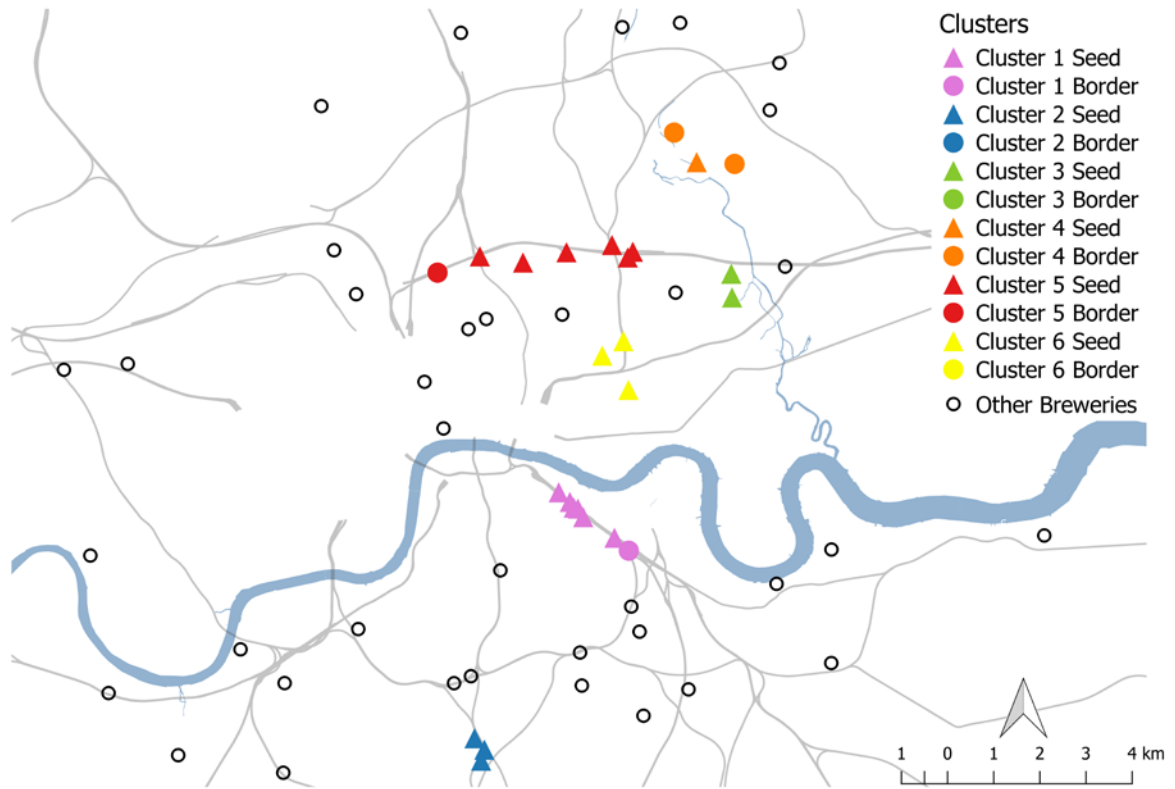 Clusters
Cluster 1 Seed
Cluster 1 Border
Cluster 2 Seed
Cluster 2 Border
Cluster 3 Seed
Cluster 3 Border
Cluster 4 Seed
Cluster 4 Border
Cluster 5 Seed
Cluster 5 Border
Cluster 6 Seed
Cluster 6 Border
Other Breweries
1 0 1 2 3 4 km